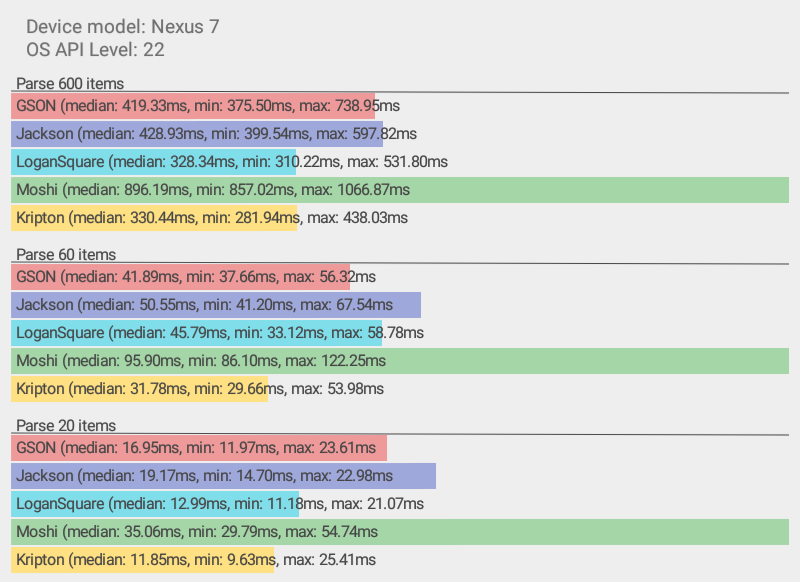 Device model: Nexus 7
OS API Level: 22
Parse 600 items
GSON (median: 419.33ms, min: 375.50ms, max: 738.95ms
Jackson (median: 428.93ms, min: 399.54ms, max: 597.82ms
LoganSquare (median: 328.34ms, min: 310.22ms, max: 531.80ms
Moshi (median: 896.19ms, min: 857.02ms, max: 1066.87ms
Kripton (median: 330.44ms, min: 281.94ms, max: 438.03ms
Parse 60 items
GSON (median: 41.89ms, min: 37.66ms, max: 56.32ms
Jackson (median: 50.55ms, min: 41.20ms, max: 67.54ms
LoganSquare (median: 45.79ms, min: 33.12ms, max: 58.78ms
Moshi (median: 95.90ms, min: 86.10ms, max: 122.25ms
Kripton (median: 31.78ms, min: 29.66ms, max: 53.98ms
Parse 20 items
GSON (median: 16.95ms, min: 11.97ms, max: 23.61ms
Jackson (median: 19.17ms, min: 14.70ms, max: 22.98ms
LoganSquare (median: 12.99ms, min: 11.18ms, max: 21.07ms
Moshi (median: 35.06ms, min: 29.79ms, max: 54.74ms
Kripton (median: 11.85ms, min: 9.63ms, max: 25.41ms